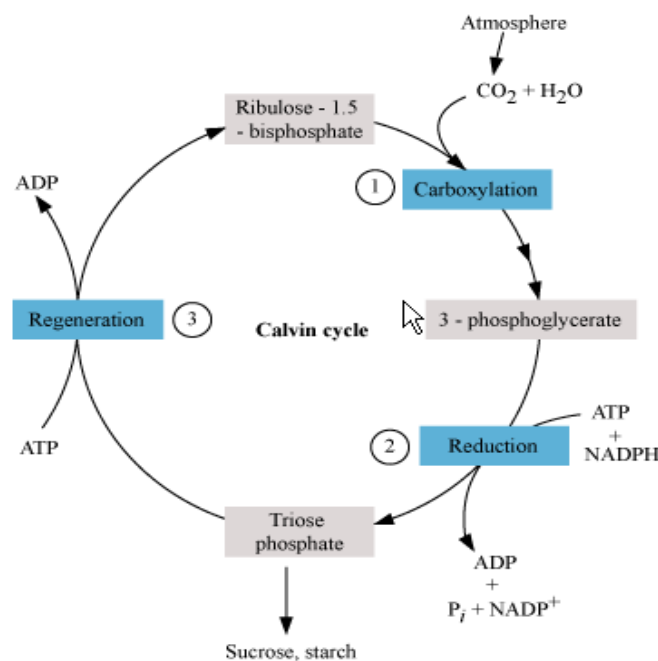 Atmosphere
CO₂ + H₂O
Ribulose - 1.5
- bisphosphate
1
Carboxylation
ADP
Regeneration
3
Calvin cycle
3 - phosphoglycerate
ATP
2
Reduction
ATP
+
NADPH
Triose
phosphate
ADP
+
Pᵢ + NADP⁺
Sucrose, starch